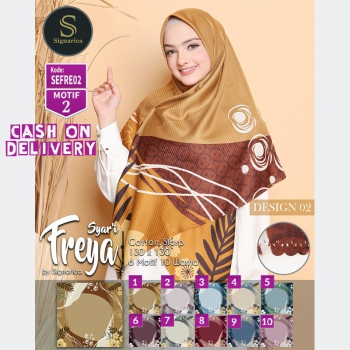 S
Signarica
Kode:
SEFRE02
MOTIF
2
CASH ON
DELIVERY
Syar'i
Freya
by Signarica
Cotton Slerp
130 x 130
6 Motif 10 Warna
DESIGN 02
1
2
3
4
5
6
7
8
9
10